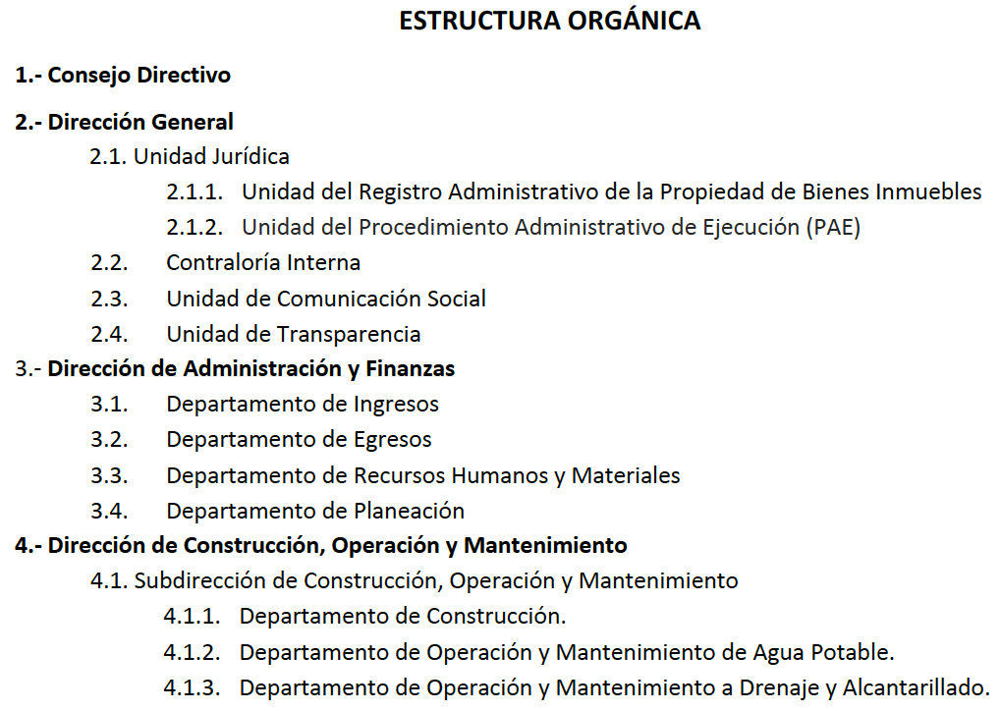 ESTRUCTURA ORGÁNICA
1.- Consejo Directivo
2.- Dirección General
2.1. Unidad Jurídica
2.1.1. Unidad del Registro Administrativo de la Propiedad de Bienes Inmuebles
2.1.2. Unidad del Procedimiento Administrativo de Ejecución (PAE)
2.2. Contraloría Interna
2.3. Unidad de Comunicación Social
2.4. Unidad de Transparencia
3.- Dirección de Administración y Finanzas
3.1. Departamento de Ingresos
3.2. Departamento de Egresos
3.3. Departamento de Recursos Humanos y Materiales
3.4. Departamento de Planeación
4.- Dirección de Construcción, Operación y Mantenimiento
4.1. Subdirección de Construcción, Operación y Mantenimiento
4.1.1. Departamento de Construcción.
4.1.2. Departamento de Operación y Mantenimiento de Agua Potable.
4.1.3. Departamento de Operación y Mantenimiento a Drenaje y Alcantarillado.